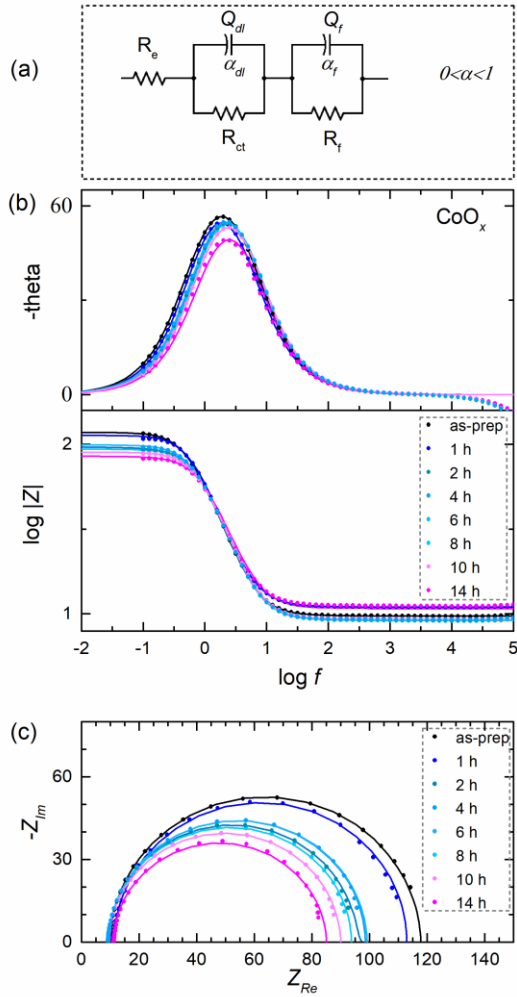 (a)
R_e
Q_dl
α_dl
R_ct
Q_f
α_f
R_f
0<α<1
(b)
CoO_x
60
0
-theta
as-prep
1 h
2 h
4 h
6 h
8 h
10 h
14 h
2
1
log |Z|
-2 -1 0 1 2 3 4 5
log f
(c)
as-prep
1 h
2 h
4 h
6 h
8 h
10 h
14 h
80
60
30
0
-Z_Im
0 20 40 60 80 100 120 140
Z_Re